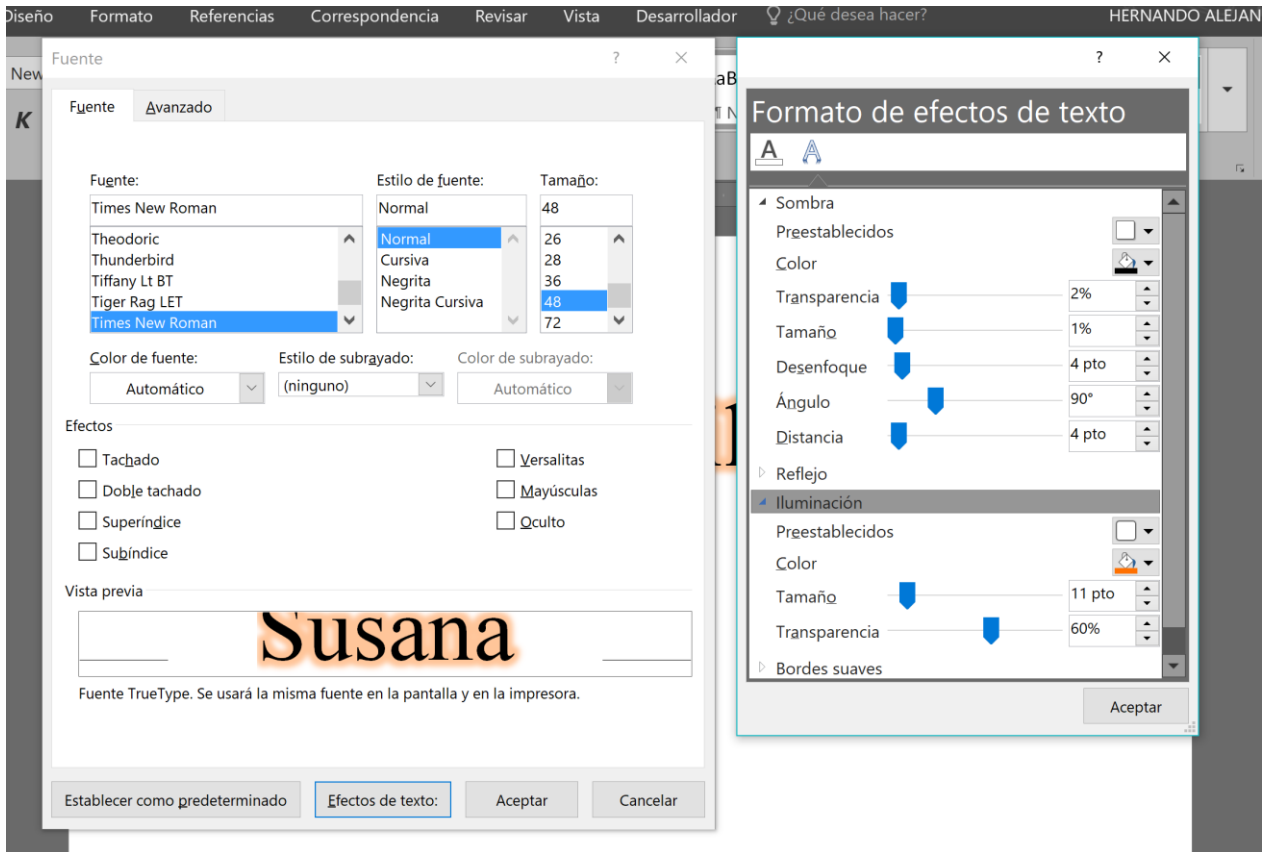 Diseño Formato Referencias Correspondencia Revisar Vista Desarrollador ¿Qué desea hacer? HERNANDO ALEJAN
New
K
aB
¶ N
Fuente ?
Fuente Avanzado
Fuente: Estilo de fuente: Tamaño:
Times New Roman Normal 48
Theodoric Normal 26
Thunderbird Cursiva 28
Tiffany Lt BT Negrita 36
Tiger Rag LET Negrita Cursiva 48
Times New Roman 72
Color de fuente: Estilo de subrayado: Color de subrayado:
Automático (ninguno) Automático
Efectos
Tachado Versalitas
Doble tachado Mayúsculas
Superíndice Oculto
Subíndice
Vista previa
Susana
Fuente TrueType. Se usará la misma fuente en la pantalla y en la impresora.
Establecer como predeterminado Efectos de texto: Aceptar Cancelar
?
Formato de efectos de texto
A A
Sombra
Preestablecidos
Color
Transparencia 2%
Tamaño 1%
Desenfoque 4 pto
Ángulo 90°
Distancia 4 pto
Reflejo
Iluminación
Preestablecidos
Color
Tamaño 11 pto
Transparencia 60%
Bordes suaves
Aceptar